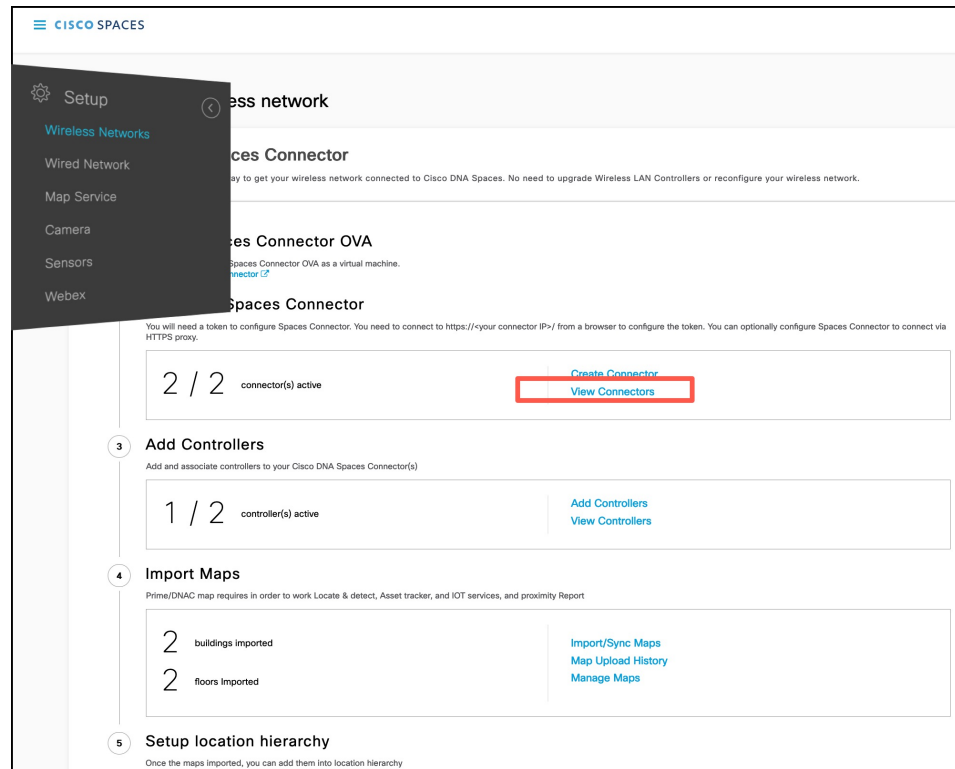 CISCO SPACES
Setup
Wireless Networks
Wired Network
Map Service
Camera
Sensors
Webex
ess network
ces Connector
ay to get your wireless network connected to Cisco DNA Spaces. No need to upgrade Wireless LAN Controllers or reconfigure your wireless network.
es Connector OVA
Spaces Connector OVA as a virtual machine.
nnector
Spaces Connector
You will need a token to configure Spaces Connector. You need to connect to https://<your connector IP>/ from a browser to configure the token. You can optionally configure Spaces Connector to connect via
HTTPS proxy.
2 / 2 connector(s) active
Create Connector
View Connectors
3 Add Controllers
Add and associate controllers to your Cisco DNA Spaces Connector(s)
1 / 2 controller(s) active
Add Controllers
View Controllers
4 Import Maps
Prime/DNAC map requires in order to work Locate & detect, Asset tracker, and IOT services, and proximity Report
2 buildings imported
2 floors Imported
Import/Sync Maps
Map Upload History
Manage Maps
5 Setup location hierarchy
Once the maps imported, you can add them into location hierarchy